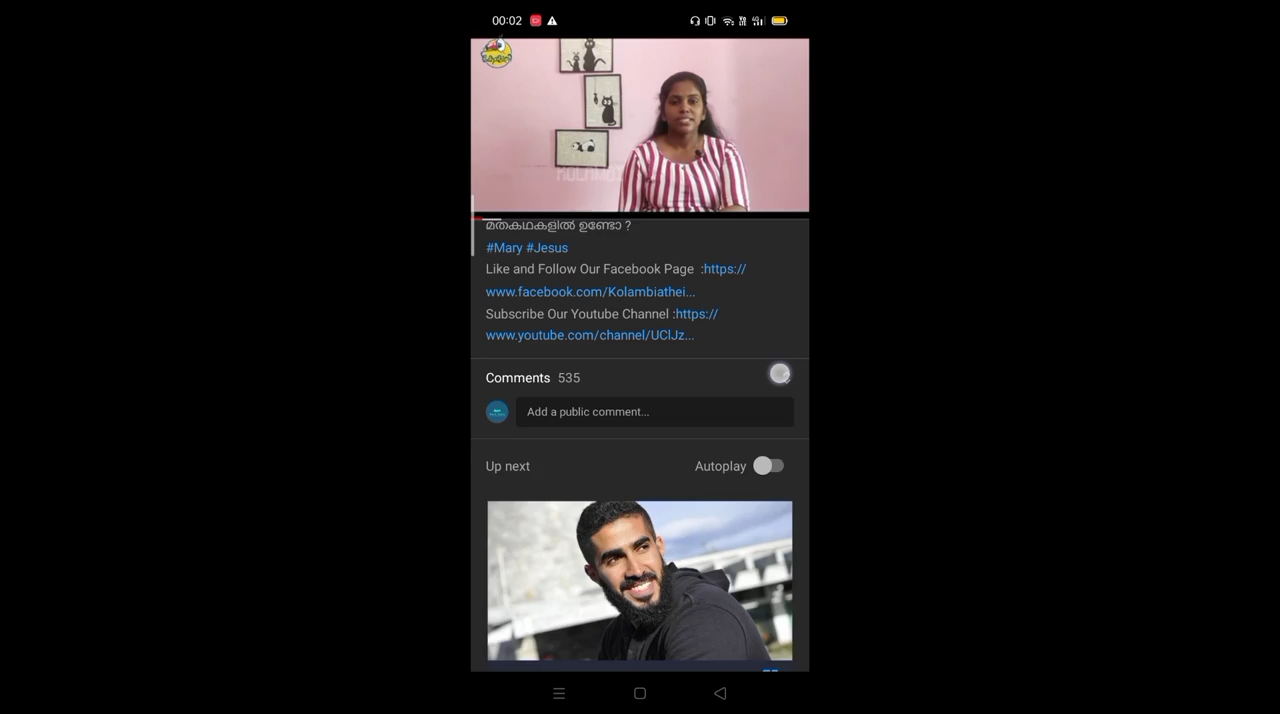 00:02
മതകഥകളിൽ ഉണ്ടോ ?
#Mary #Jesus
Like and Follow Our Facebook Page :https://
www.facebook.com/Kolambiathei...
Subscribe Our Youtube Channel :https://
www.youtube.com/channel/UClJz...
Comments 535
Add a public comment...
Up next
Autoplay